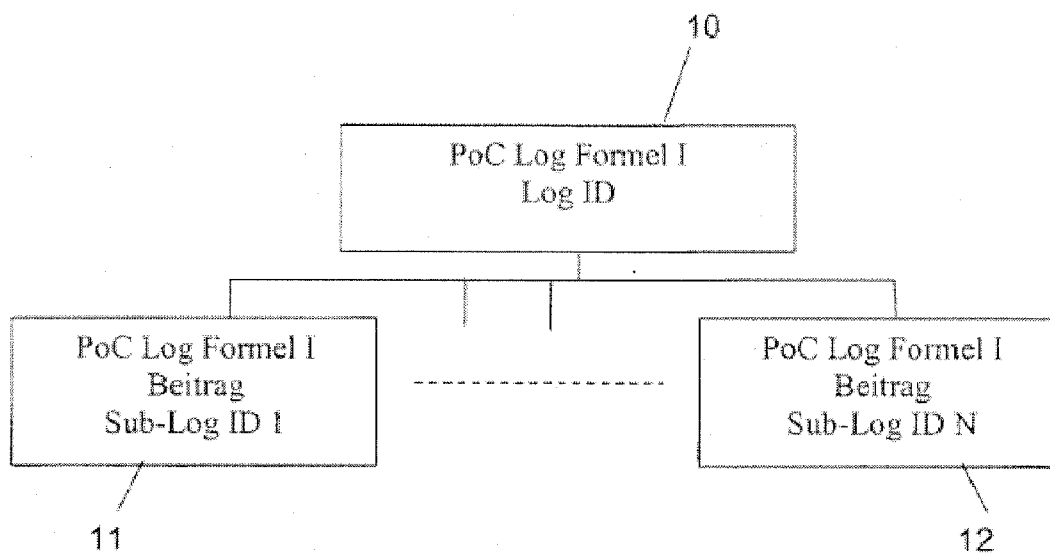 10
PoC Log Formel I
Log ID
PoC Log Formel I
Beitrag
Sub-Log ID 1
PoC Log Formel I
Beitrag
Sub-Log ID N
11
12